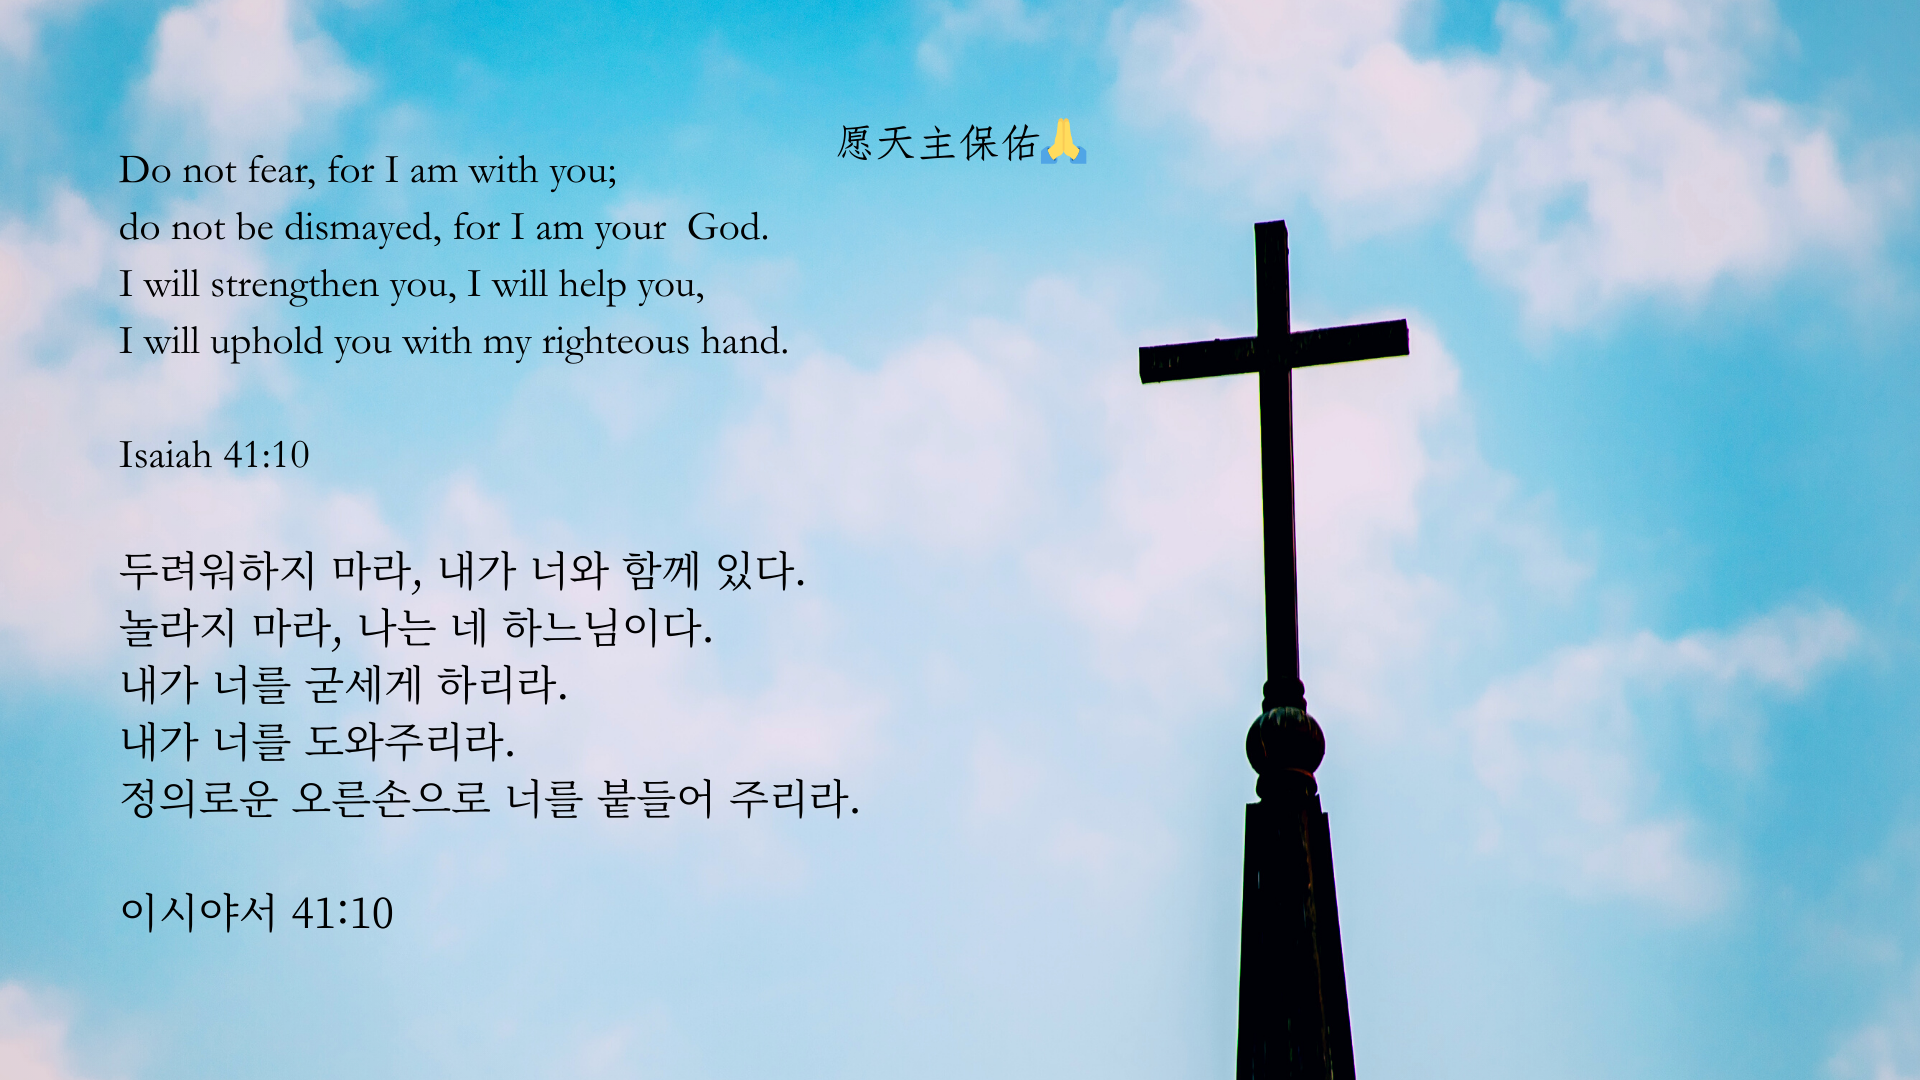 愿天主保佑🙏
Do not fear, for I am with you;
do not be dismayed, for I am your  God.
I will strengthen you, I will help you,
I will uphold you with my righteous hand.
Isaiah 41:10
두려워하지 마라, 내가 너와 함께 있다.
놀라지 마라, 나는 네 하느님이다.
내가 너를 굳세게 하리라.
내가 너를 도와주리라.
정의로운 오른손으로 너를 붙들어 주리라.
이시야서 41:10